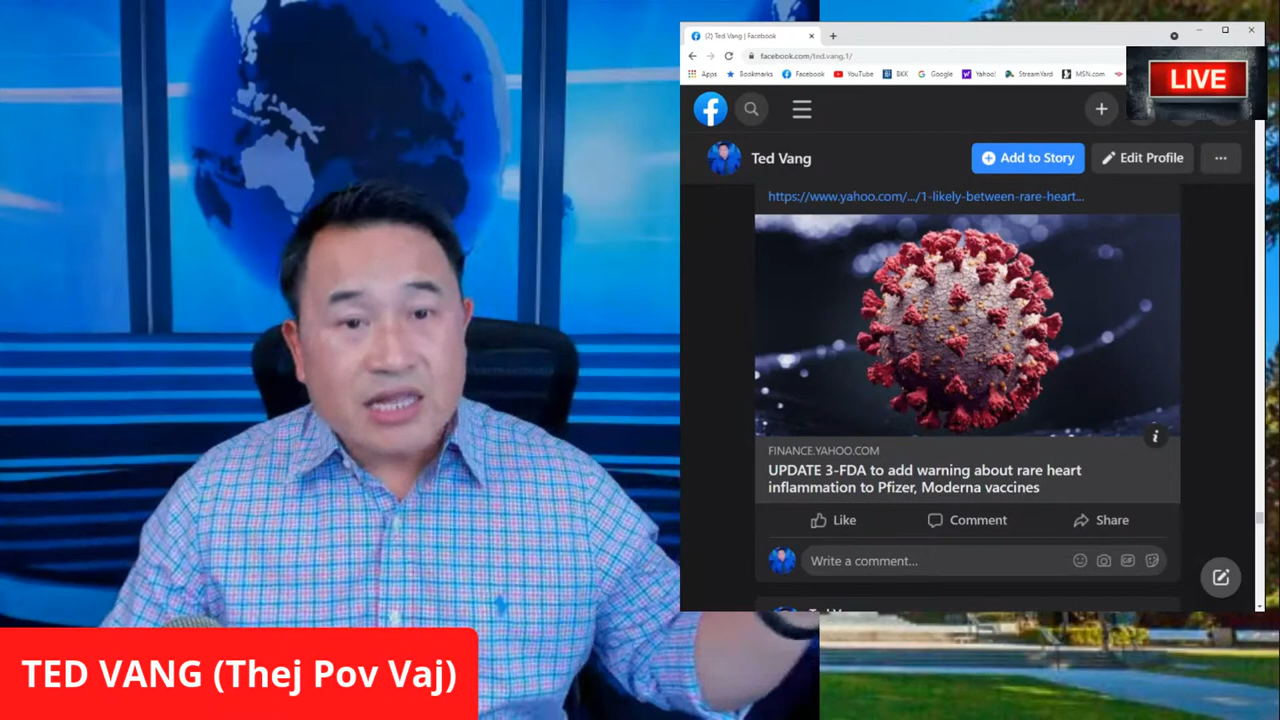 (2) Ted Vang | Facebook
facebook.com/ted.vang.1/
Apps Bookmarks Facebook YouTube BKK Google Yahoo! StreamYard MSN.com
LIVE
Ted Vang
Add to Story
Edit Profile
https://www.yahoo.com/.../1-likely-between-rare-heart...
FINANCE.YAHOO.COM
UPDATE 3-FDA to add warning about rare heart
inflammation to Pfizer, Moderna vaccines
Like Comment Share
Write a comment...
GIF
TED VANG (Thej Pov Vaj)